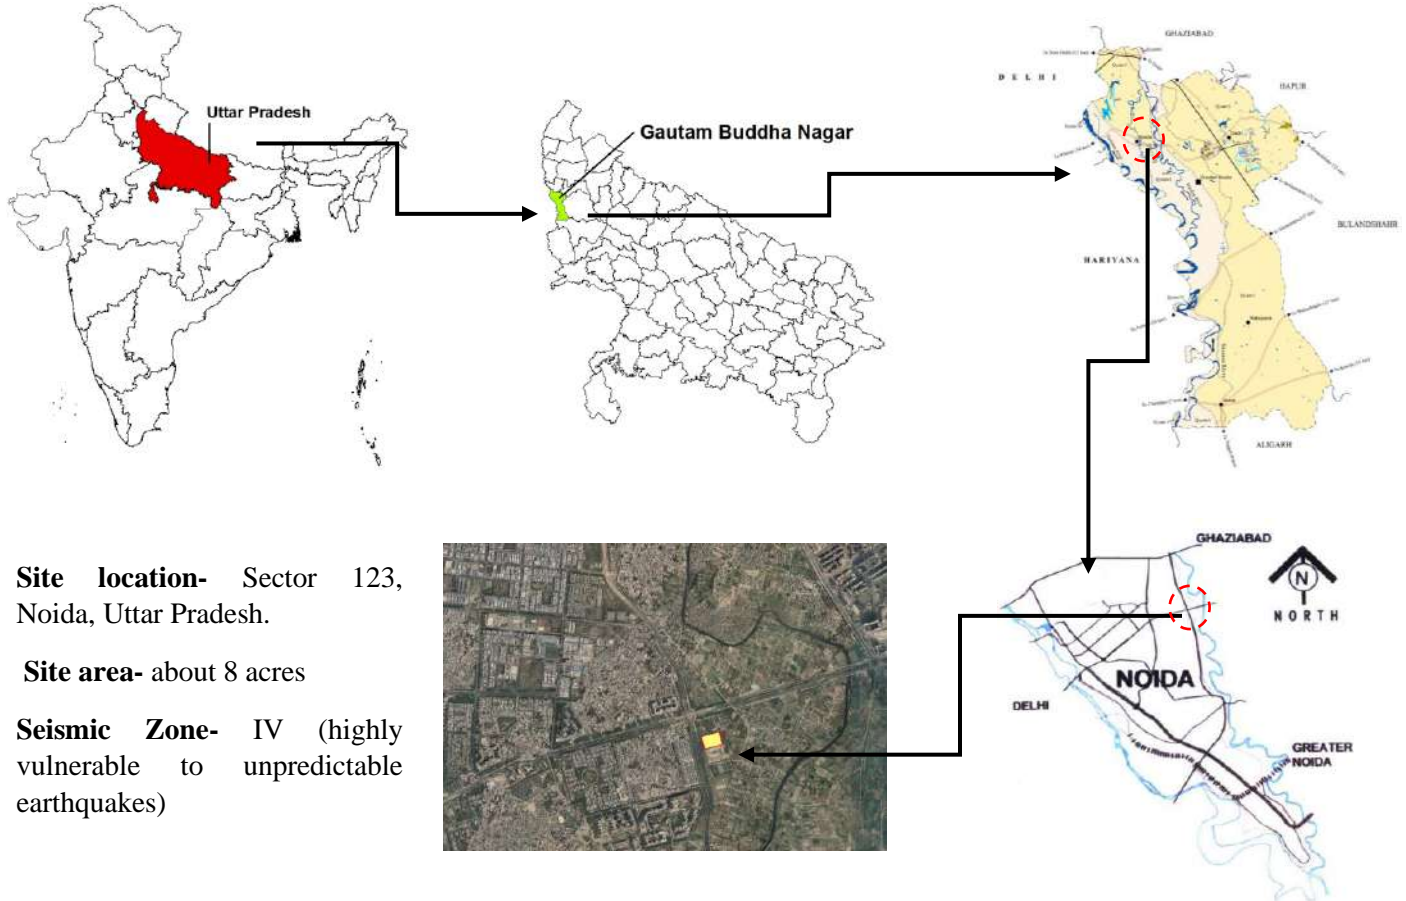 Uttar Pradesh
Gautam Buddha Nagar
GHAZIABAD
DELHI
HAPUR
BULANDSHAHR
HARIYANA
ALIGARH
Site location- Sector 123,
Noida, Uttar Pradesh.
Site area- about 8 acres
Seismic Zone- IV (highly
vulnerable to unpredictable
earthquakes)
GHAZIABAD
N
NORTH
NOIDA
DELHI
GREATER
NOIDA